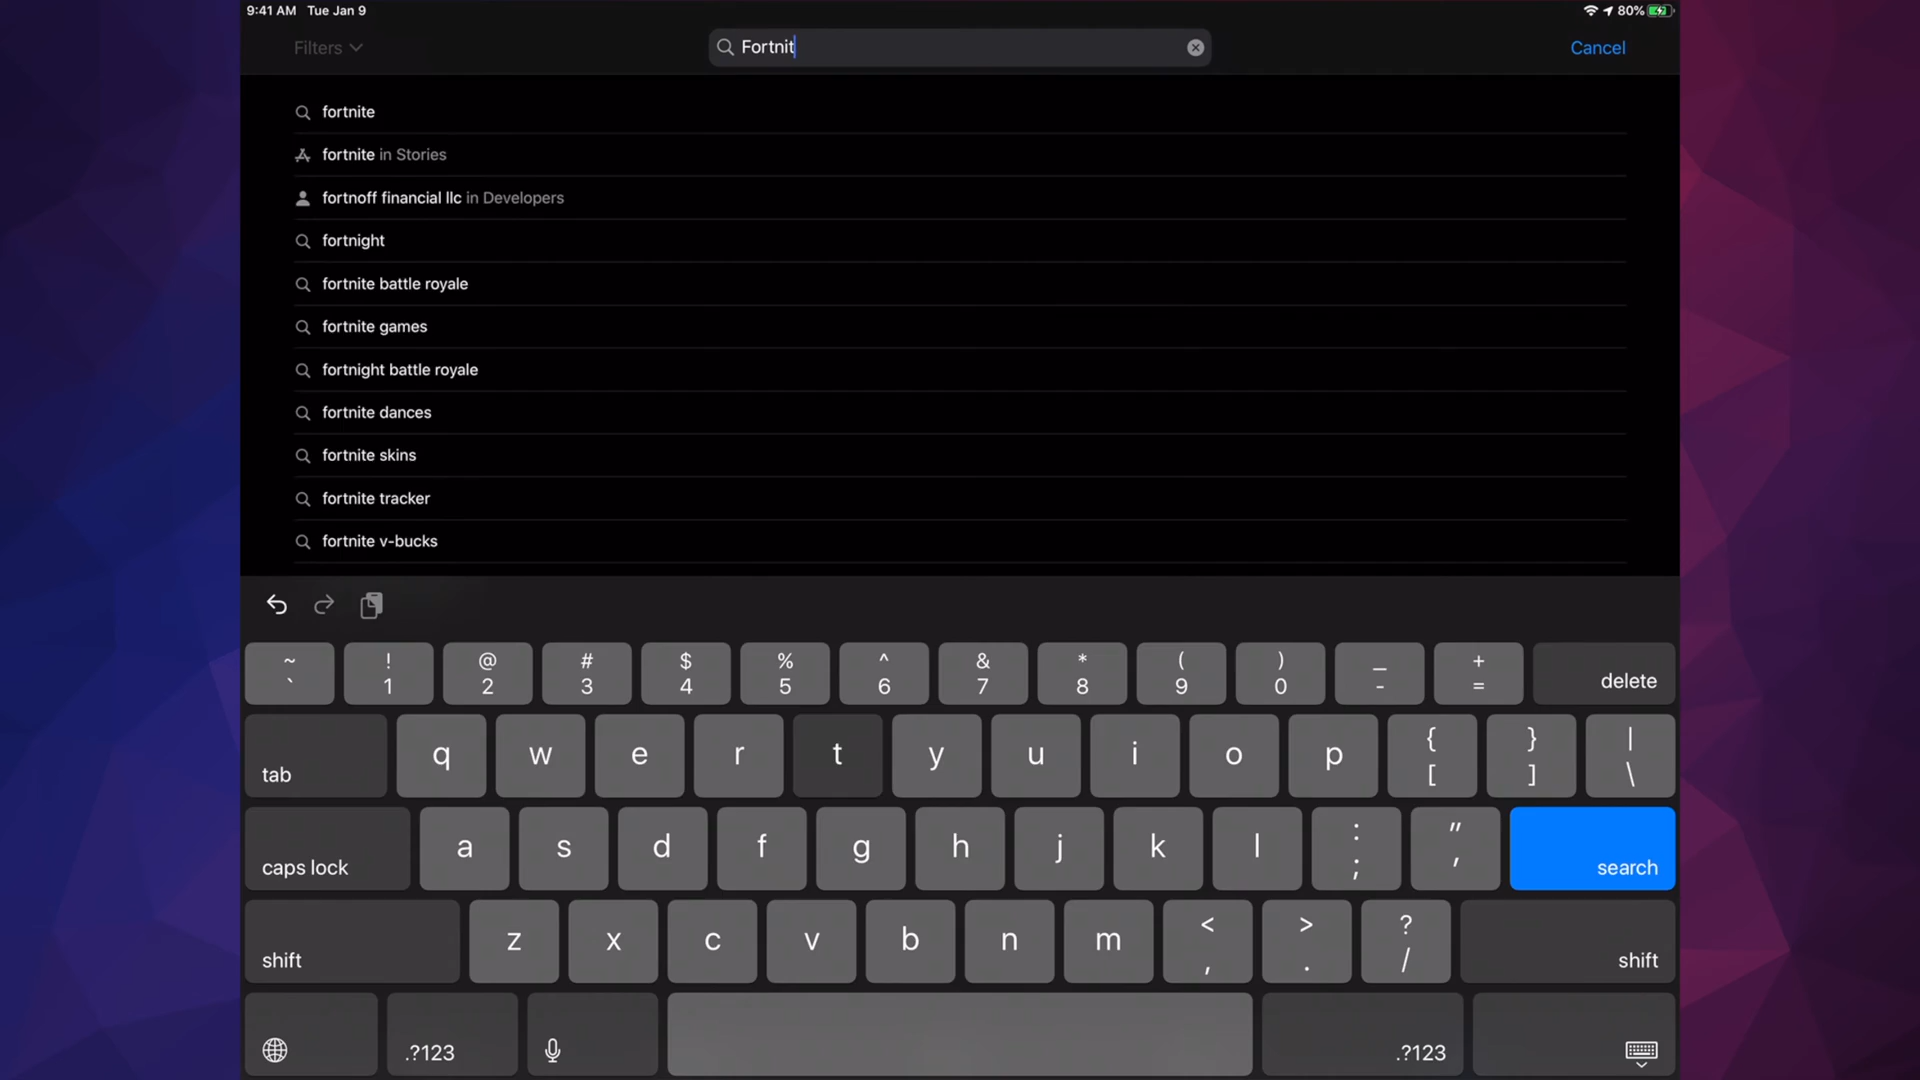 9:41 AM Tue Jan 9 80%
Filters Fortnit Cancel
fortnite
fortnite in Stories
fortnoff financial llc in Developers
fortnight
fortnite battle royale
fortnite games
fortnight battle royale
fortnite dances
fortnite skins
fortnite tracker
fortnite v-bucks
~ ! @ # $ % ^ & * ( ) _ +
` 1 2 3 4 5 6 7 8 9 0 - = delete
tab q w e r t y u i o p { [ } ] | \
caps lock a s d f g h j k l : ; " ' search
shift z x c v b n m < , > . ? / shift
.?123 .?123